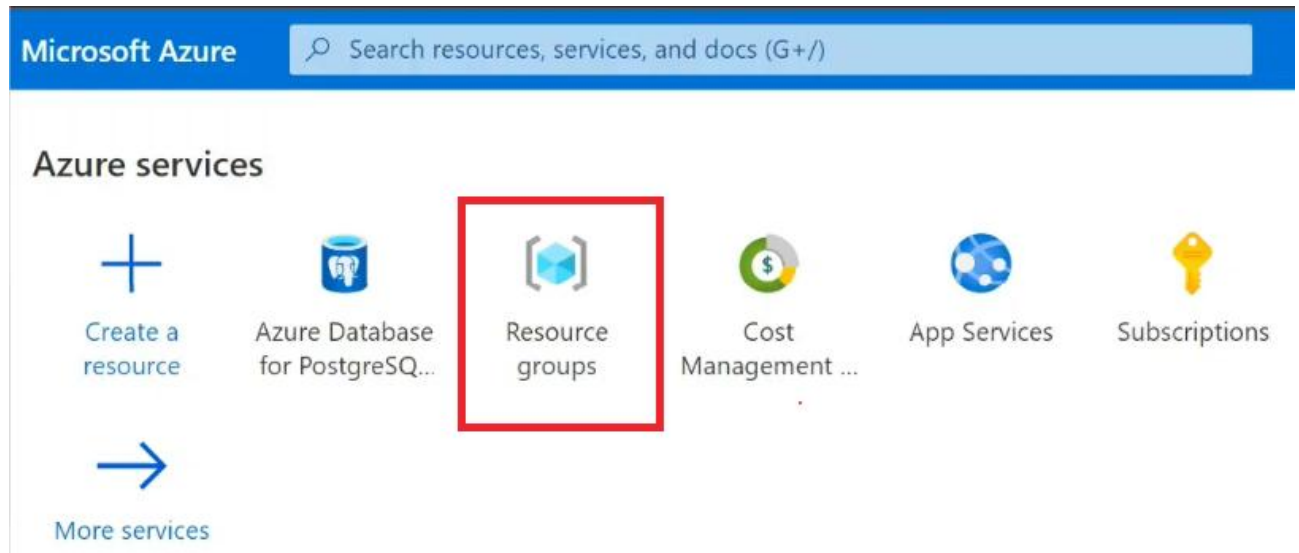 Microsoft Azure
Search resources, services, and docs (G+/)
Azure services
Create a
resource
Azure Database
for PostgreSQ...
Resource
groups
$
Cost
Management ...
App Services
Subscriptions
More services